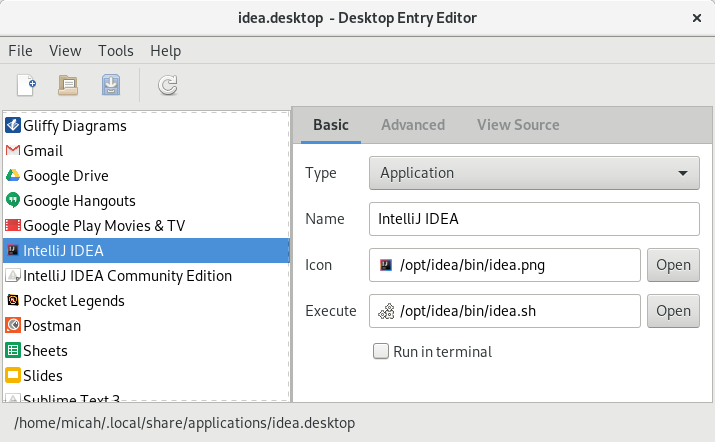 idea.desktop - Desktop Entry Editor
File View Tools Help
Gliffy Diagrams
Gmail
Google Drive
Google Hangouts
Google Play Movies & TV
IntelliJ IDEA
IntelliJ IDEA Community Edition
Pocket Legends
Postman
Sheets
Slides
Sublime Text 3
Basic Advanced View Source
Type Application
Name IntelliJ IDEA
Icon /opt/idea/bin/idea.png Open
Execute /opt/idea/bin/idea.sh Open
Run in terminal
/home/micah/.local/share/applications/idea.desktop